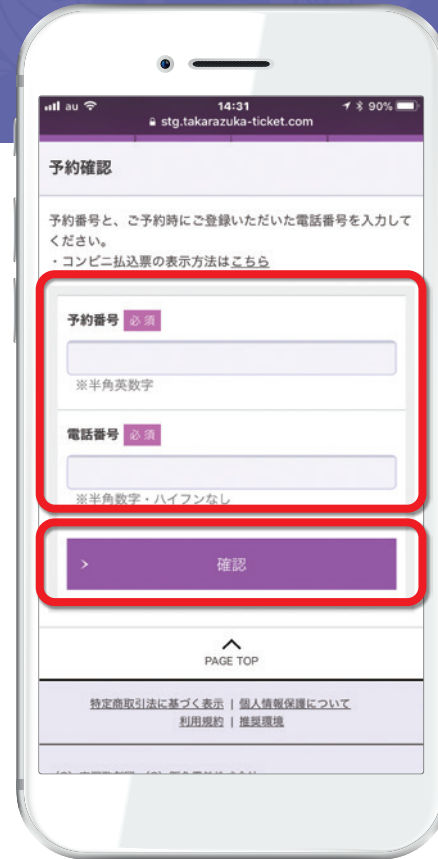 au 14:31 90%
stg.takarazuka-ticket.com
予約確認
予約番号と、ご予約時にご登録いただいた電話番号を入力して
ください。
・コンビニ払込票の表示方法はこちら
予約番号 必須
※半角英数字
電話番号 必須
※半角数字・ハイフンなし
> 確認
PAGE TOP
特定商取引法に基づく表示 | 個人情報保護について
利用規約 | 推奨環境